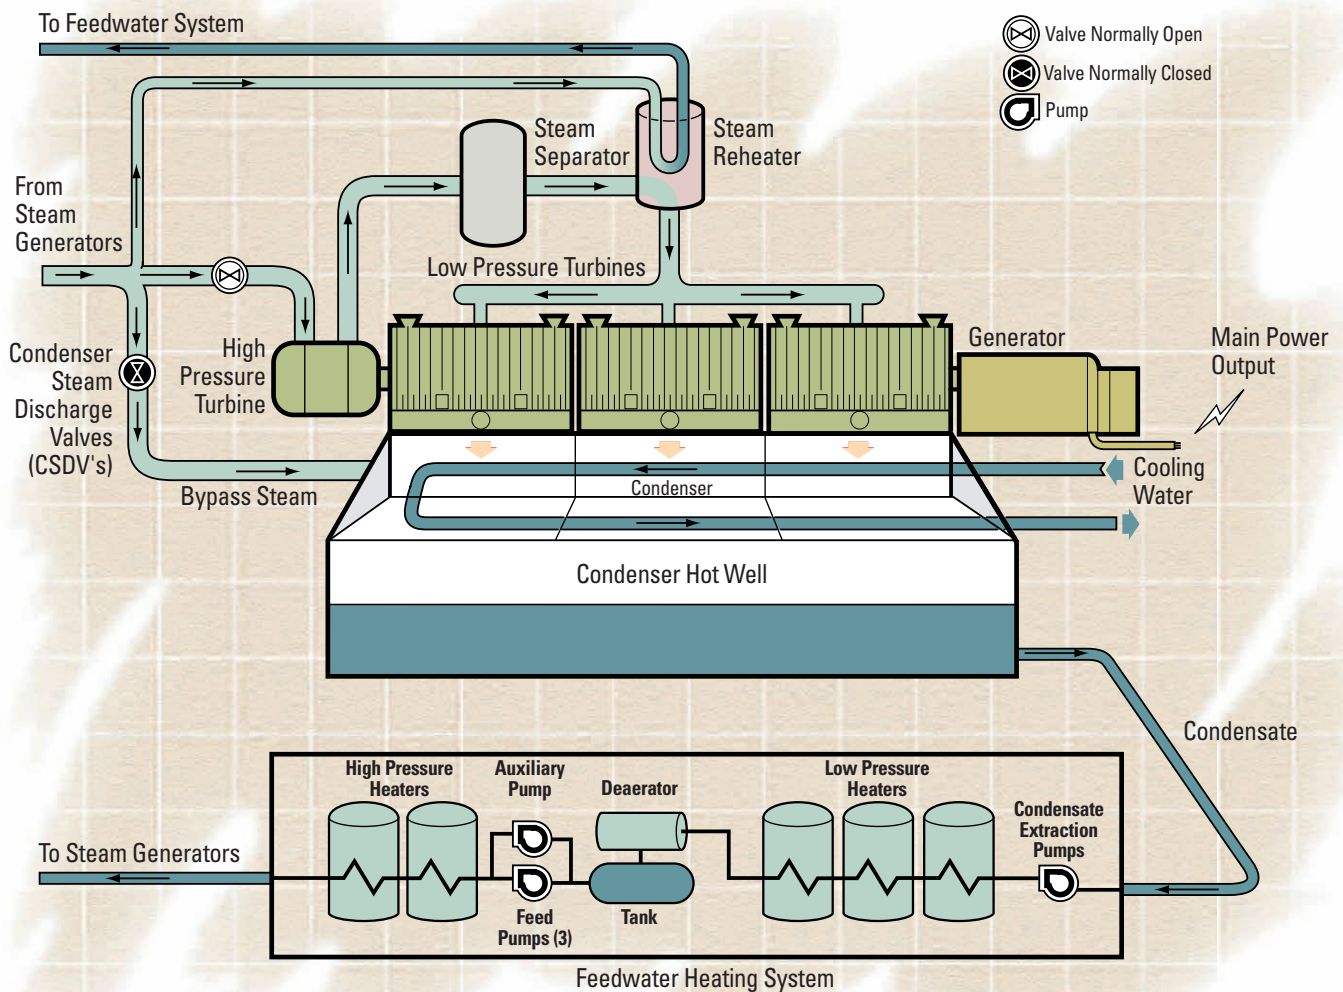 To Feedwater System
Valve Normally Open
Valve Normally Closed
Pump
Steam
Separator
Steam
Reheater
From
Steam
Generators
Low Pressure Turbines
High
Pressure
Turbine
Generator
Main Power
Output
Condenser
Steam
Discharge
Valves
(CSDV's)
Bypass Steam
Condenser
Cooling
Water
Condenser Hot Well
Condensate
High Pressure
Heaters
Auxiliary
Pump
Deaerator
Low Pressure
Heaters
Condensate
Extraction
Pumps
To Steam Generators
Feed
Pumps (3)
Tank
Feedwater Heating System